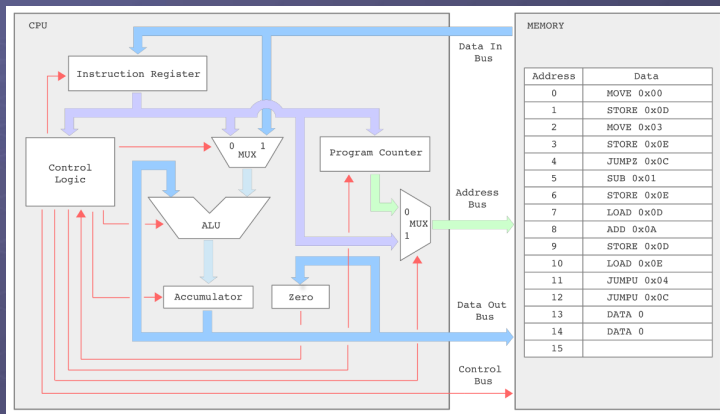 CPU
Instruction Register
Control
Logic
0 1
MUX
Program Counter
0
MUX
1
ALU
Accumulator
Zero
Data In
Bus
Address
Bus
Data Out
Bus
Control
Bus
MEMORY
Address Data
0 MOVE 0x00
1 STORE 0x0D
2 MOVE 0x03
3 STORE 0x0E
4 JUMPZ 0x0C
5 SUB 0x01
6 STORE 0x0E
7 LOAD 0x0D
8 ADD 0x0A
9 STORE 0x0D
10 LOAD 0x0E
11 JUMPU 0x04
12 JUMPU 0x0C
13 DATA 0
14 DATA 0
15